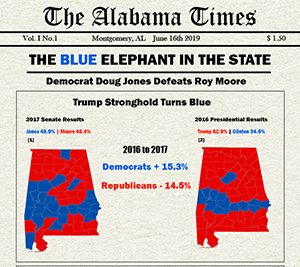 The Alabama Times
Vol. I No.1 Montgomery, AL June 16th 2019 $ 1.50
THE BLUE ELEPHANT IN THE STATE
Democrat Doug Jones Defeats Roy Moore
Trump Stronghold Turns Blue
2017 Senate Results 2016 Presidential Results
Jones 49.9% | Moore 48.4% Trump 62.0% | Clinton 34.6%
[1] [2]
2016 to 2017
Democrats + 15.3%
Republicans - 14.5%